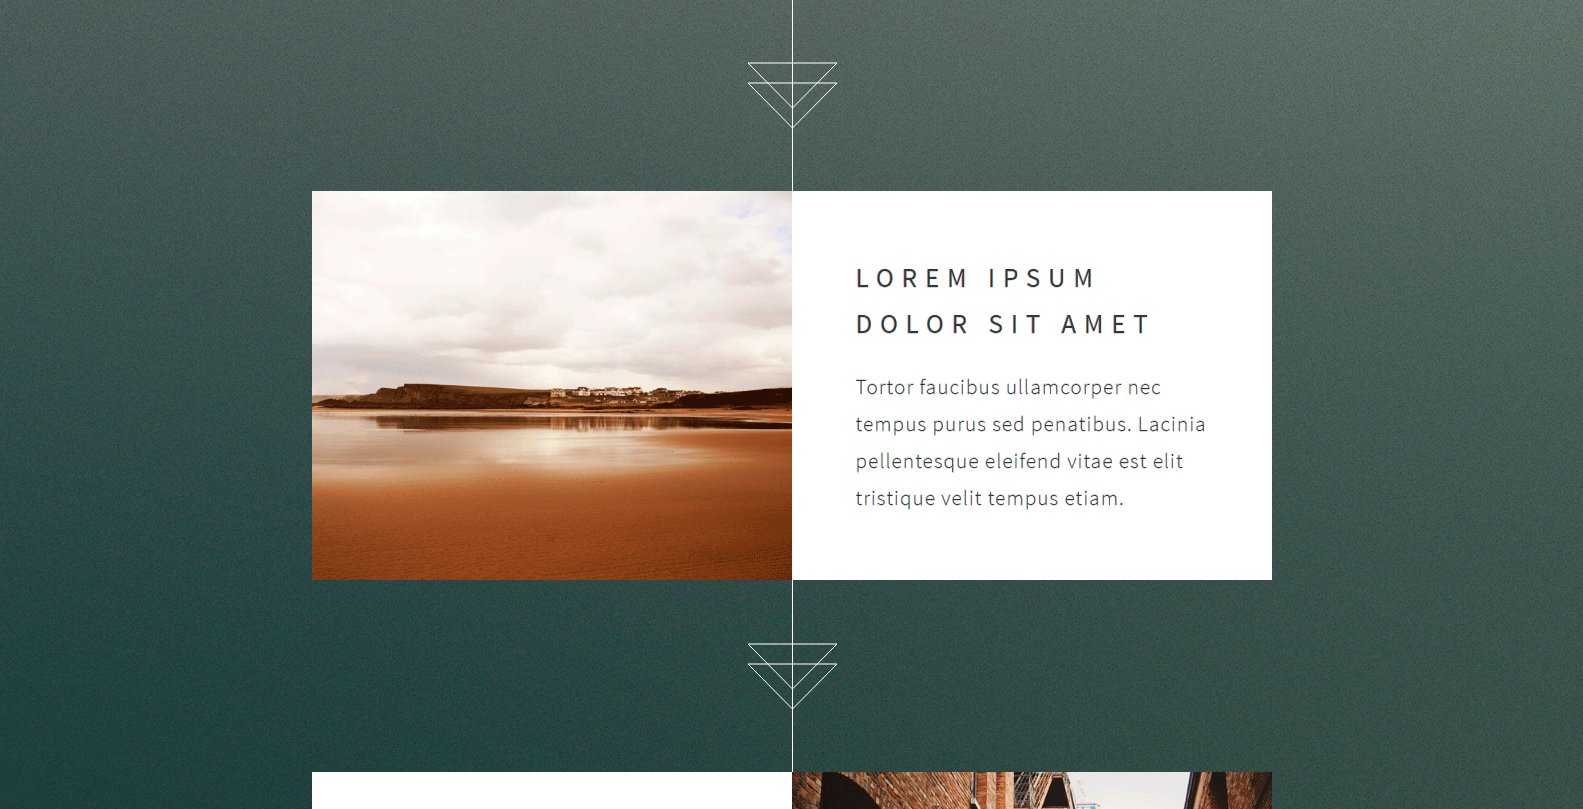 LOREM IPSUM
DOLOR SIT AMET
Tortor faucibus ullamcorper nec
tempus purus sed penatibus. Lacinia
pellentesque eleifend vitae est elit
tristique velit tempus etiam.